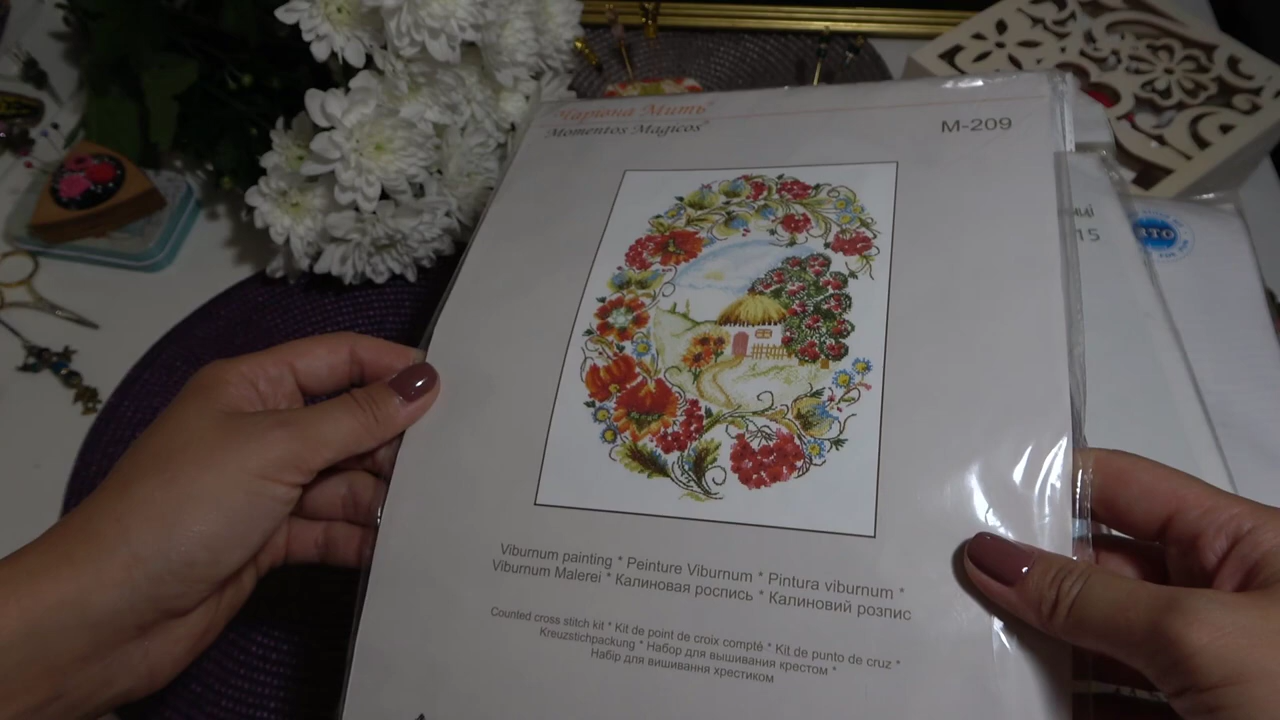 Чарівна Мить®
Momentos Mágicos®
M-209
Viburnum painting * Peinture Viburnum * Pintura viburnum *
Viburnum Malerei * Калиновая роспись * Калиновий розпис
Counted cross stitch kit * Kit de point de croix compté * Kit de punto de cruz *
Kreuzstichpackung * Набор для вышивания крестом *
Набір для вишивання хрестиком
15